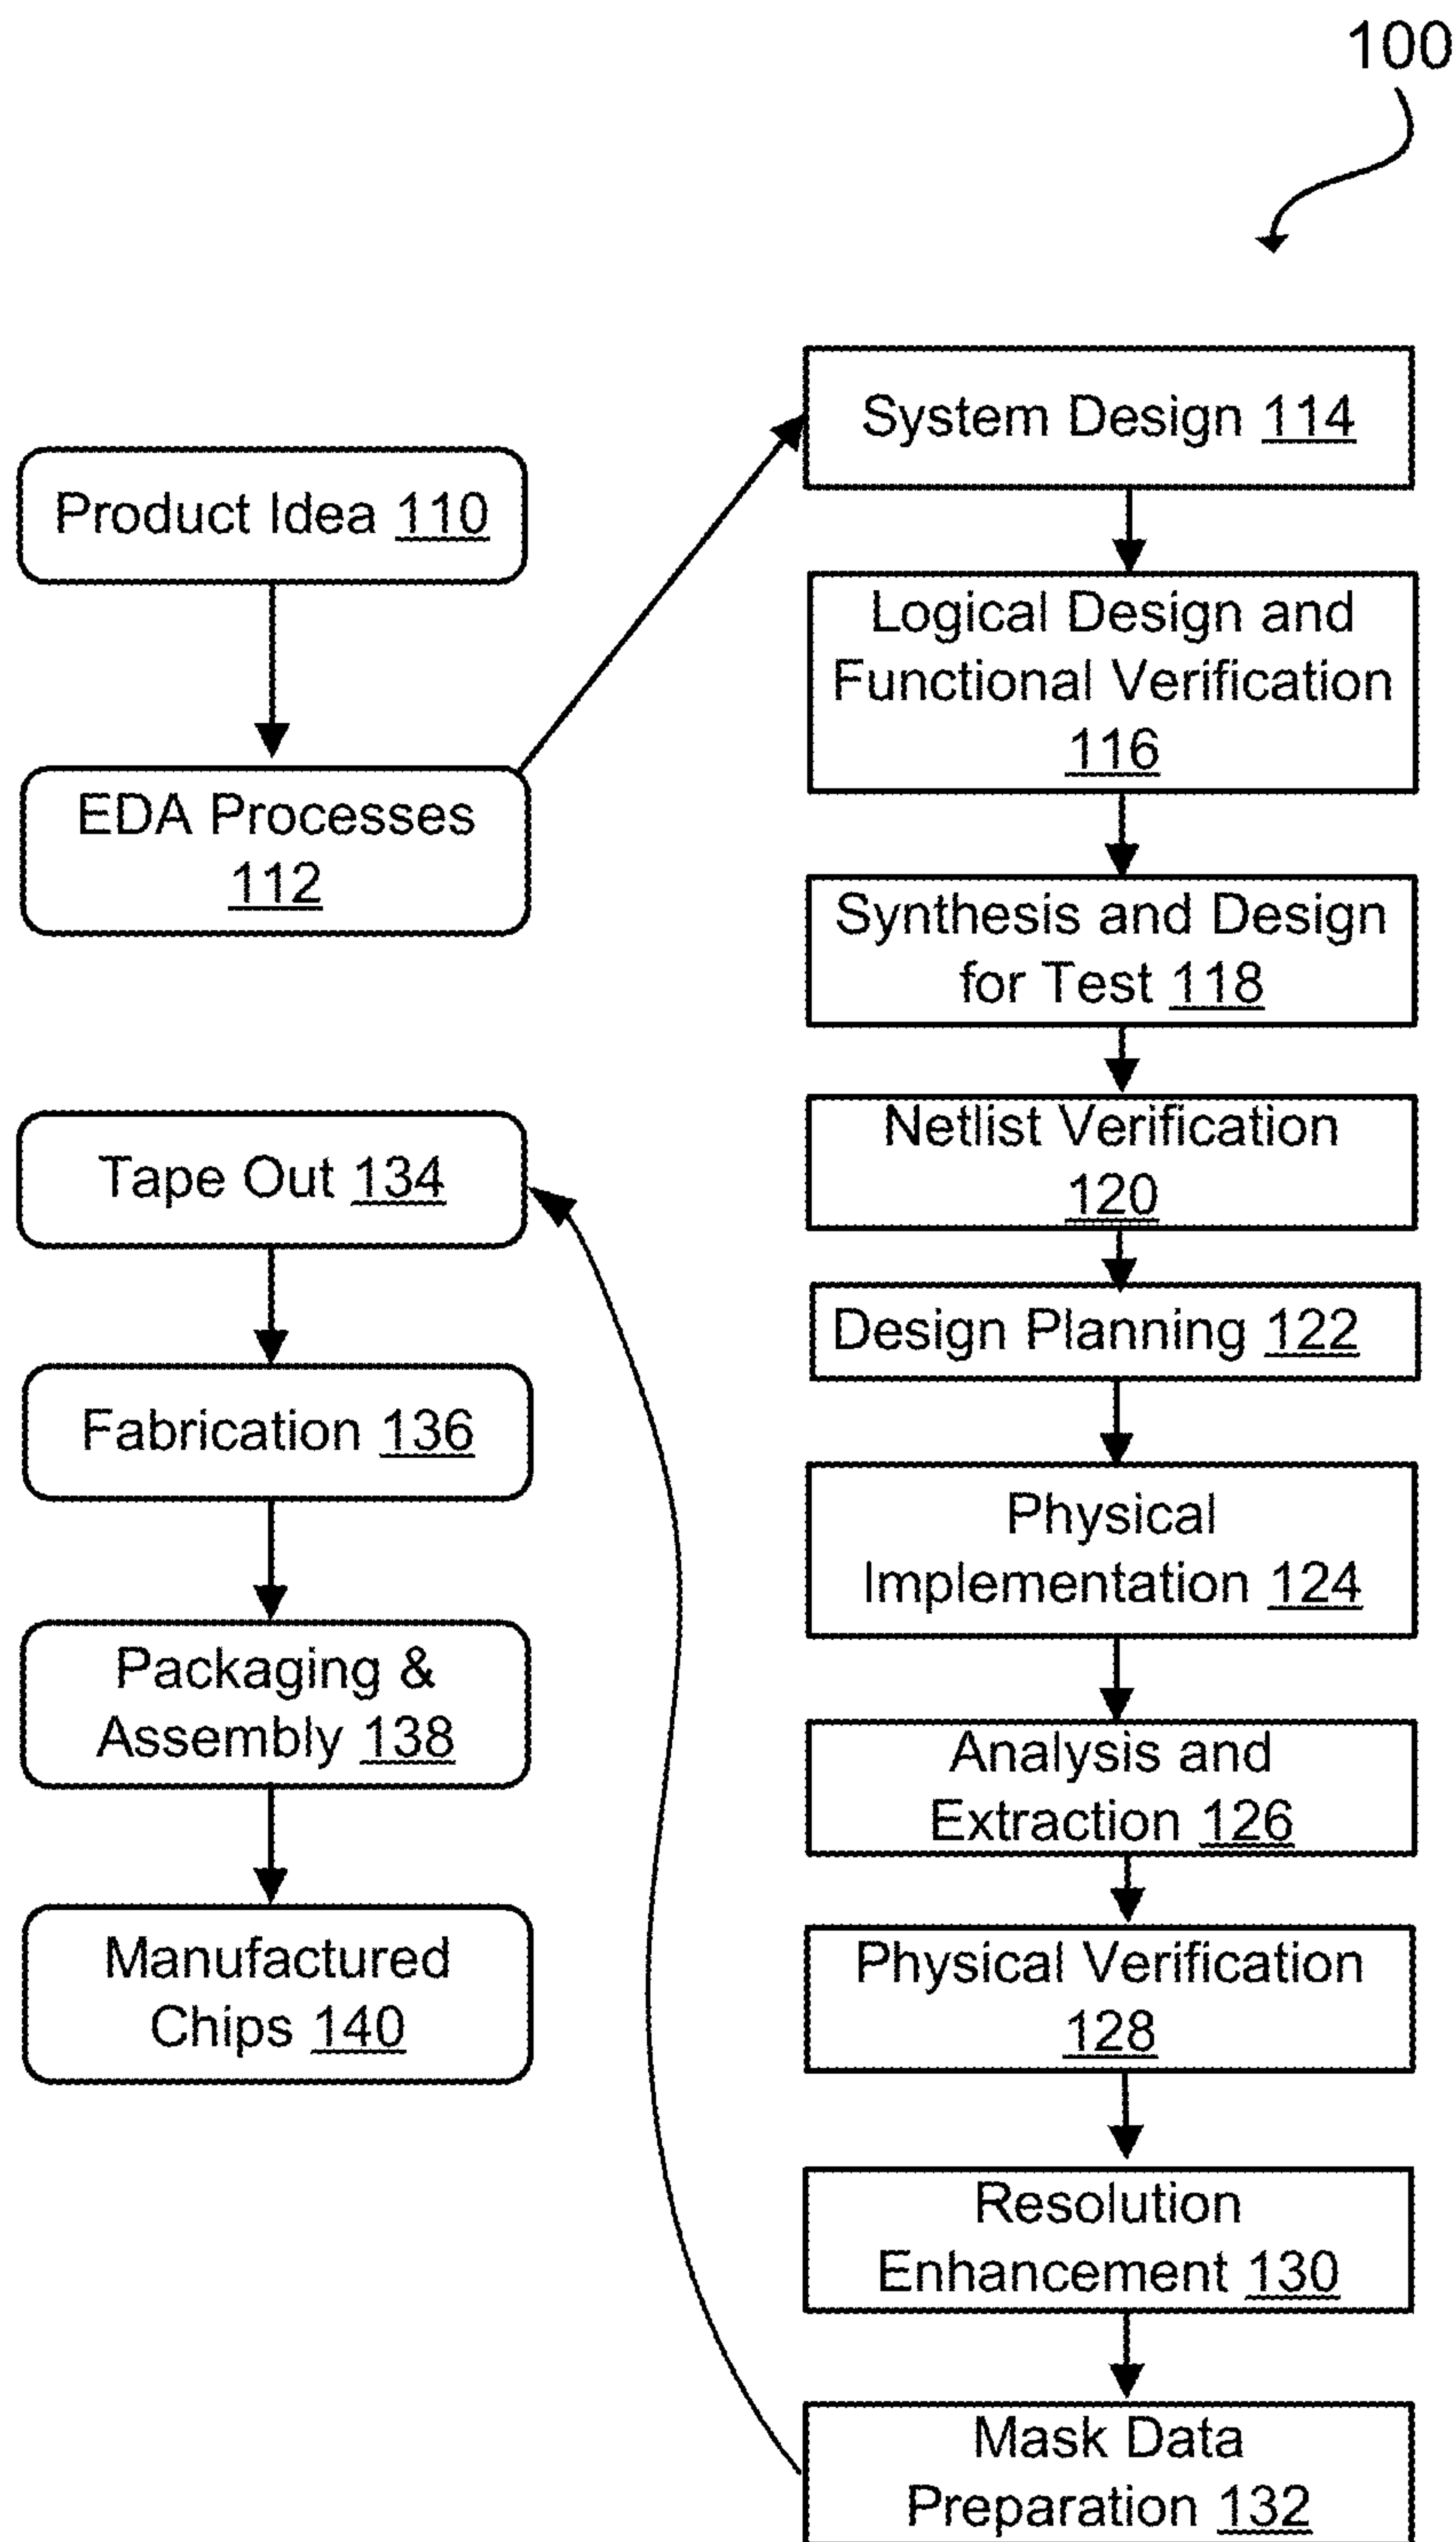 100
Product Idea 110
EDA Processes
112
System Design 114
Logical Design and
Functional Verification
116
Synthesis and Design
for Test 118
Netlist Verification
120
Design Planning 122
Physical
Implementation 124
Analysis and
Extraction 126
Physical Verification
128
Resolution
Enhancement 130
Mask Data
Preparation 132
Tape Out 134
Fabrication 136
Packaging &
Assembly 138
Manufactured
Chips 140